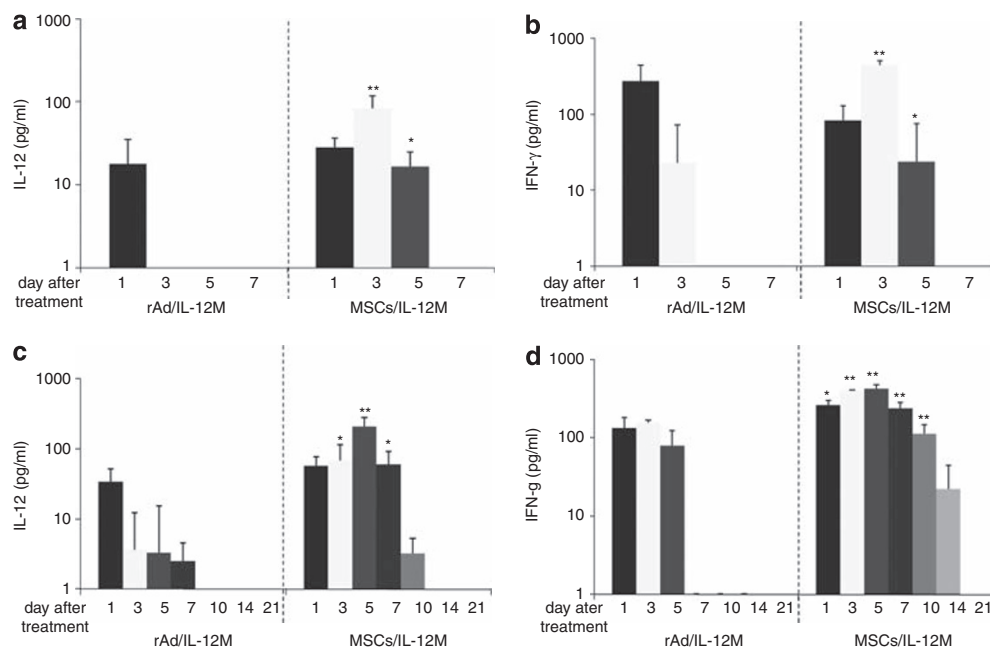 a
1000
100
10
1
IL-12 (pg/ml)
**
*
day after
treatment
1 3 5 7 1 3 5 7
rAd/IL-12M MSCs/IL-12M
b
1000
100
10
1
IFN-γ (pg/ml)
**
*
day after
treatment
1 3 5 7 1 3 5 7
rAd/IL-12M MSCs/IL-12M
c
1000
100
10
1
IL-12 (pg/ml)
* ** *
day after
treatment
1 3 5 7 10 14 21 1 3 5 7 10 14 21
rAd/IL-12M MSCs/IL-12M
d
1000
100
10
1
IFN-g (pg/ml)
* ** ** ** **
day ater
treatment
1 3 5 7 10 14 21 1 3 5 7 10 14 21
rAd/IL-12M MSCs/IL-12M